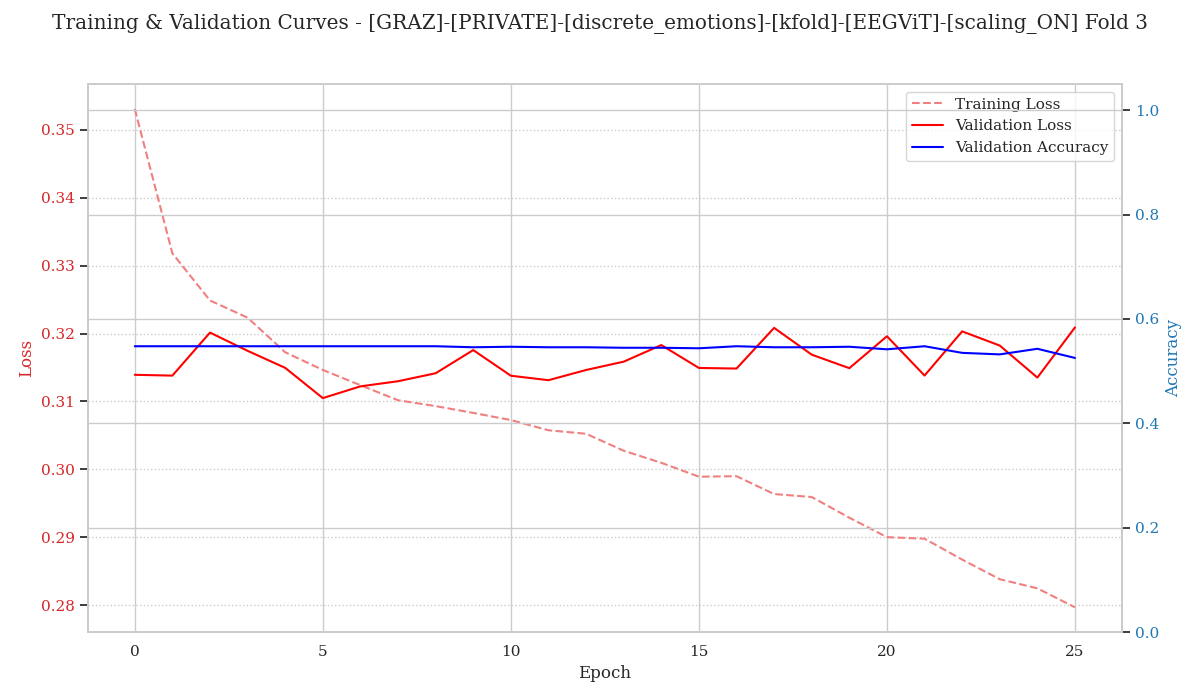 Training & Validation Curves - [GRAZ]-[PRIVATE]-[discrete_emotions]-[kfold]-[EEGViT]-[scaling_ON] Fold 3
Training Loss
Validation Loss
Validation Accuracy
0.35
0.34
0.33
0.32
0.31
0.30
0.29
0.28
Loss
1.0
0.8
0.6
0.4
0.2
0.0
Accuracy
0 5 10 15 20 25
Epoch